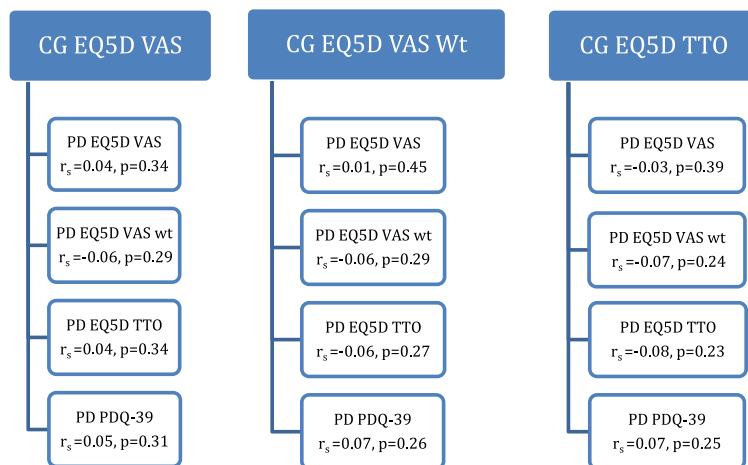 CG EQ5D VAS
PD EQ5D VAS
rs=0.04, p=0.34
PD EQ5D VAS wt
rs=-0.06, p=0.29
PD EQ5D TTO
rs=0.04, p=0.34
PD PDQ-39
rs=0.05, p=0.31
CG EQ5D VAS Wt
PD EQ5D VAS
rs=0.01, p=0.45
PD EQ5D VAS wt
rs=-0.06, p=0.29
PD EQ5D TTO
rs=-0.06, p=0.27
PD PDQ-39
rs=0.07, p=0.26
CG EQ5D TTO
PD EQ5D VAS
rs=-0.03, p=0.39
PD EQ5D VAS wt
rs=-0.07, p=0.24
PD EQ5D TTO
rs=-0.08, p=0.23
PD PDQ-39
rs=0.07, p=0.25